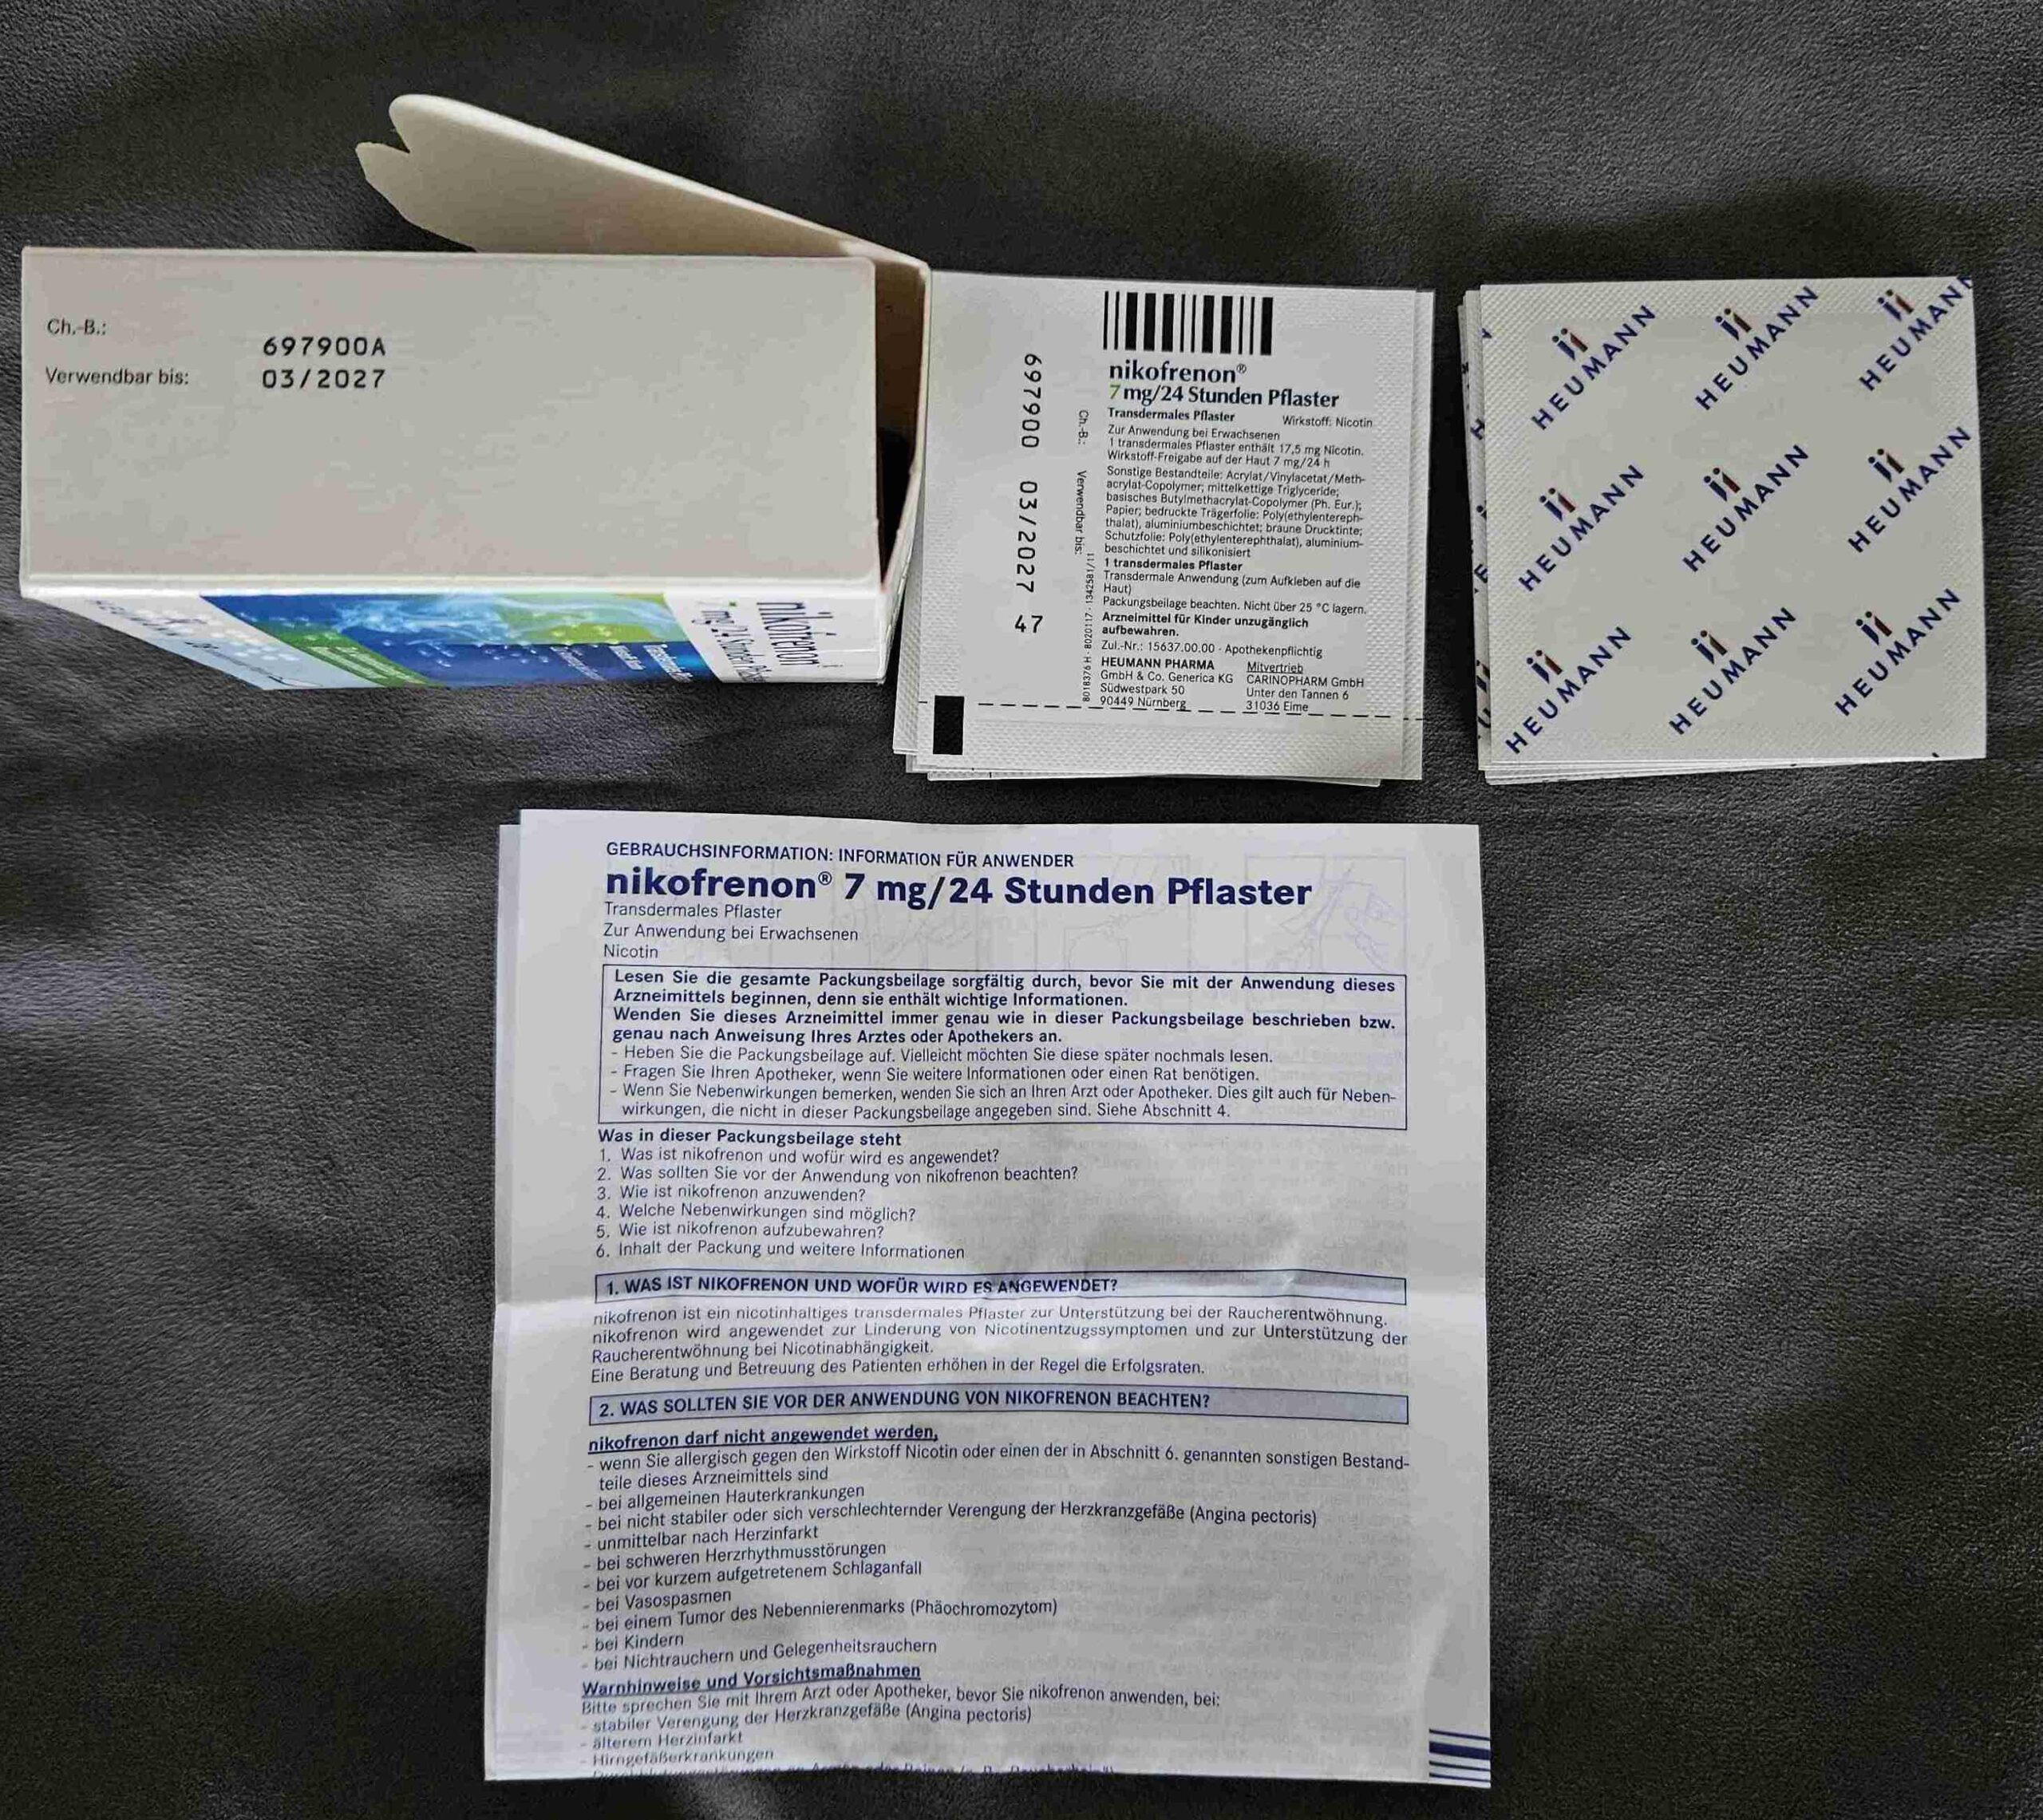 Ch.-B.:
697900A
Verwendbar bis:
03/2027
nikofrenon
mg/24 Stunden
697900 03/2027 47
Ch.-B.: Verwendbar bis:
8018376 H · 8020117 · 1342581/11
nikofrenon®
7 mg/24 Stunden Pflaster
Transdermales Pflaster Wirkstoff: Nicotin
Zur Anwendung bei Erwachsenen
1 transdermales Pflaster enthält 17,5 mg Nicotin.
Wirkstoff-Freigabe auf der Haut 7 mg/24 h
Sonstige Bestandteile: Acrylat/Vinylacetat/Meth-
acrylat-Copolymer; mittelkettige Triglyceride;
basisches Butylmethacrylat-Copolymer (Ph. Eur.);
Papier; bedruckte Trägerfolie: Poly(ethylentereph-
thalat), aluminiumbeschichtet; braune Drucktinte;
Schutzfolie: Poly(ethylenterephthalat), aluminium-
beschichtet und silikonisiert
1 transdermales Pflaster
Transdermale Anwendung (zum Aufkleben auf die
Haut)
Packungsbeilage beachten. Nicht über 25 °C lagern.
Arzneimittel für Kinder unzugänglich
aufbewahren.
Zul.-Nr.: 15637.00.00 · Apothekenpflichtig
HEUMANN PHARMA Mitvertrieb
GmbH & Co. Generica KG CARINOPHARM GmbH
Südwestpark 50 Unter den Tannen 6
90449 Nürnberg 31036 Eime
HEUMANN HEUMANN HEUMANN
HEUMANN HEUMANN HEUMANN
HEUMANN HEUMANN HEUMANN
GEBRAUCHSINFORMATION: INFORMATION FÜR ANWENDER
nikofrenon® 7 mg/24 Stunden Pflaster
Transdermales Pflaster
Zur Anwendung bei Erwachsenen
Nicotin
Lesen Sie die gesamte Packungsbeilage sorgfältig durch, bevor Sie mit der Anwendung dieses
Arzneimittels beginnen, denn sie enthält wichtige Informationen.
Wenden Sie dieses Arzneimittel immer genau wie in dieser Packungsbeilage beschrieben bzw.
genau nach Anweisung Ihres Arztes oder Apothekers an.
- Heben Sie die Packungsbeilage auf. Vielleicht möchten Sie diese später nochmals lesen.
- Fragen Sie Ihren Apotheker, wenn Sie weitere Informationen oder einen Rat benötigen.
- Wenn Sie Nebenwirkungen bemerken, wenden Sie sich an Ihren Arzt oder Apotheker. Dies gilt auch für Neben-
wirkungen, die nicht in dieser Packungsbeilage angegeben sind. Siehe Abschnitt 4.
Was in dieser Packungsbeilage steht
1. Was ist nikofrenon und wofür wird es angewendet?
2. Was sollten Sie vor der Anwendung von nikofrenon beachten?
3. Wie ist nikofrenon anzuwenden?
4. Welche Nebenwirkungen sind möglich?
5. Wie ist nikofrenon aufzubewahren?
6. Inhalt der Packung und weitere Informationen
1. WAS IST NIKOFRENON UND WOFÜR WIRD ES ANGEWENDET?
nikofrenon ist ein nicotinhaltiges transdermales Pflaster zur Unterstützung bei der Raucherentwöhnung.
nikofrenon wird angewendet zur Linderung von Nicotinentzugssymptomen und zur Unterstützung der
Raucherentwöhnung bei Nicotinabhängigkeit.
Eine Beratung und Betreuung des Patienten erhöhen in der Regel die Erfolgsraten.
2. WAS SOLLTEN SIE VOR DER ANWENDUNG VON NIKOFRENON BEACHTEN?
nikofrenon darf nicht angewendet werden,
- wenn Sie allergisch gegen den Wirkstoff Nicotin oder einen der in Abschnitt 6. genannten sonstigen Bestand-
teile dieses Arzneimittels sind
- bei allgemeinen Hauterkrankungen
- bei nicht stabiler oder sich verschlechternder Verengung der Herzkranzgefäße (Angina pectoris)
- unmittelbar nach Herzinfarkt
- bei schweren Herzrhythmusstörungen
- bei vor kurzem aufgetretenem Schlaganfall
- bei Vasospasmen
- bei einem Tumor des Nebennierenmarks (Phäochromozytom)
- bei Kindern
- bei Nichtrauchern und Gelegenheitsrauchern
Warnhinweise und Vorsichtsmaßnahmen
Bitte sprechen Sie mit Ihrem Arzt oder Apotheker, bevor Sie nikofrenon anwenden, bei:
- stabiler Verengung der Herzkranzgefäße (Angina pectoris)
- älterem Herzinfarkt
- Hirngefäßerkrankungen